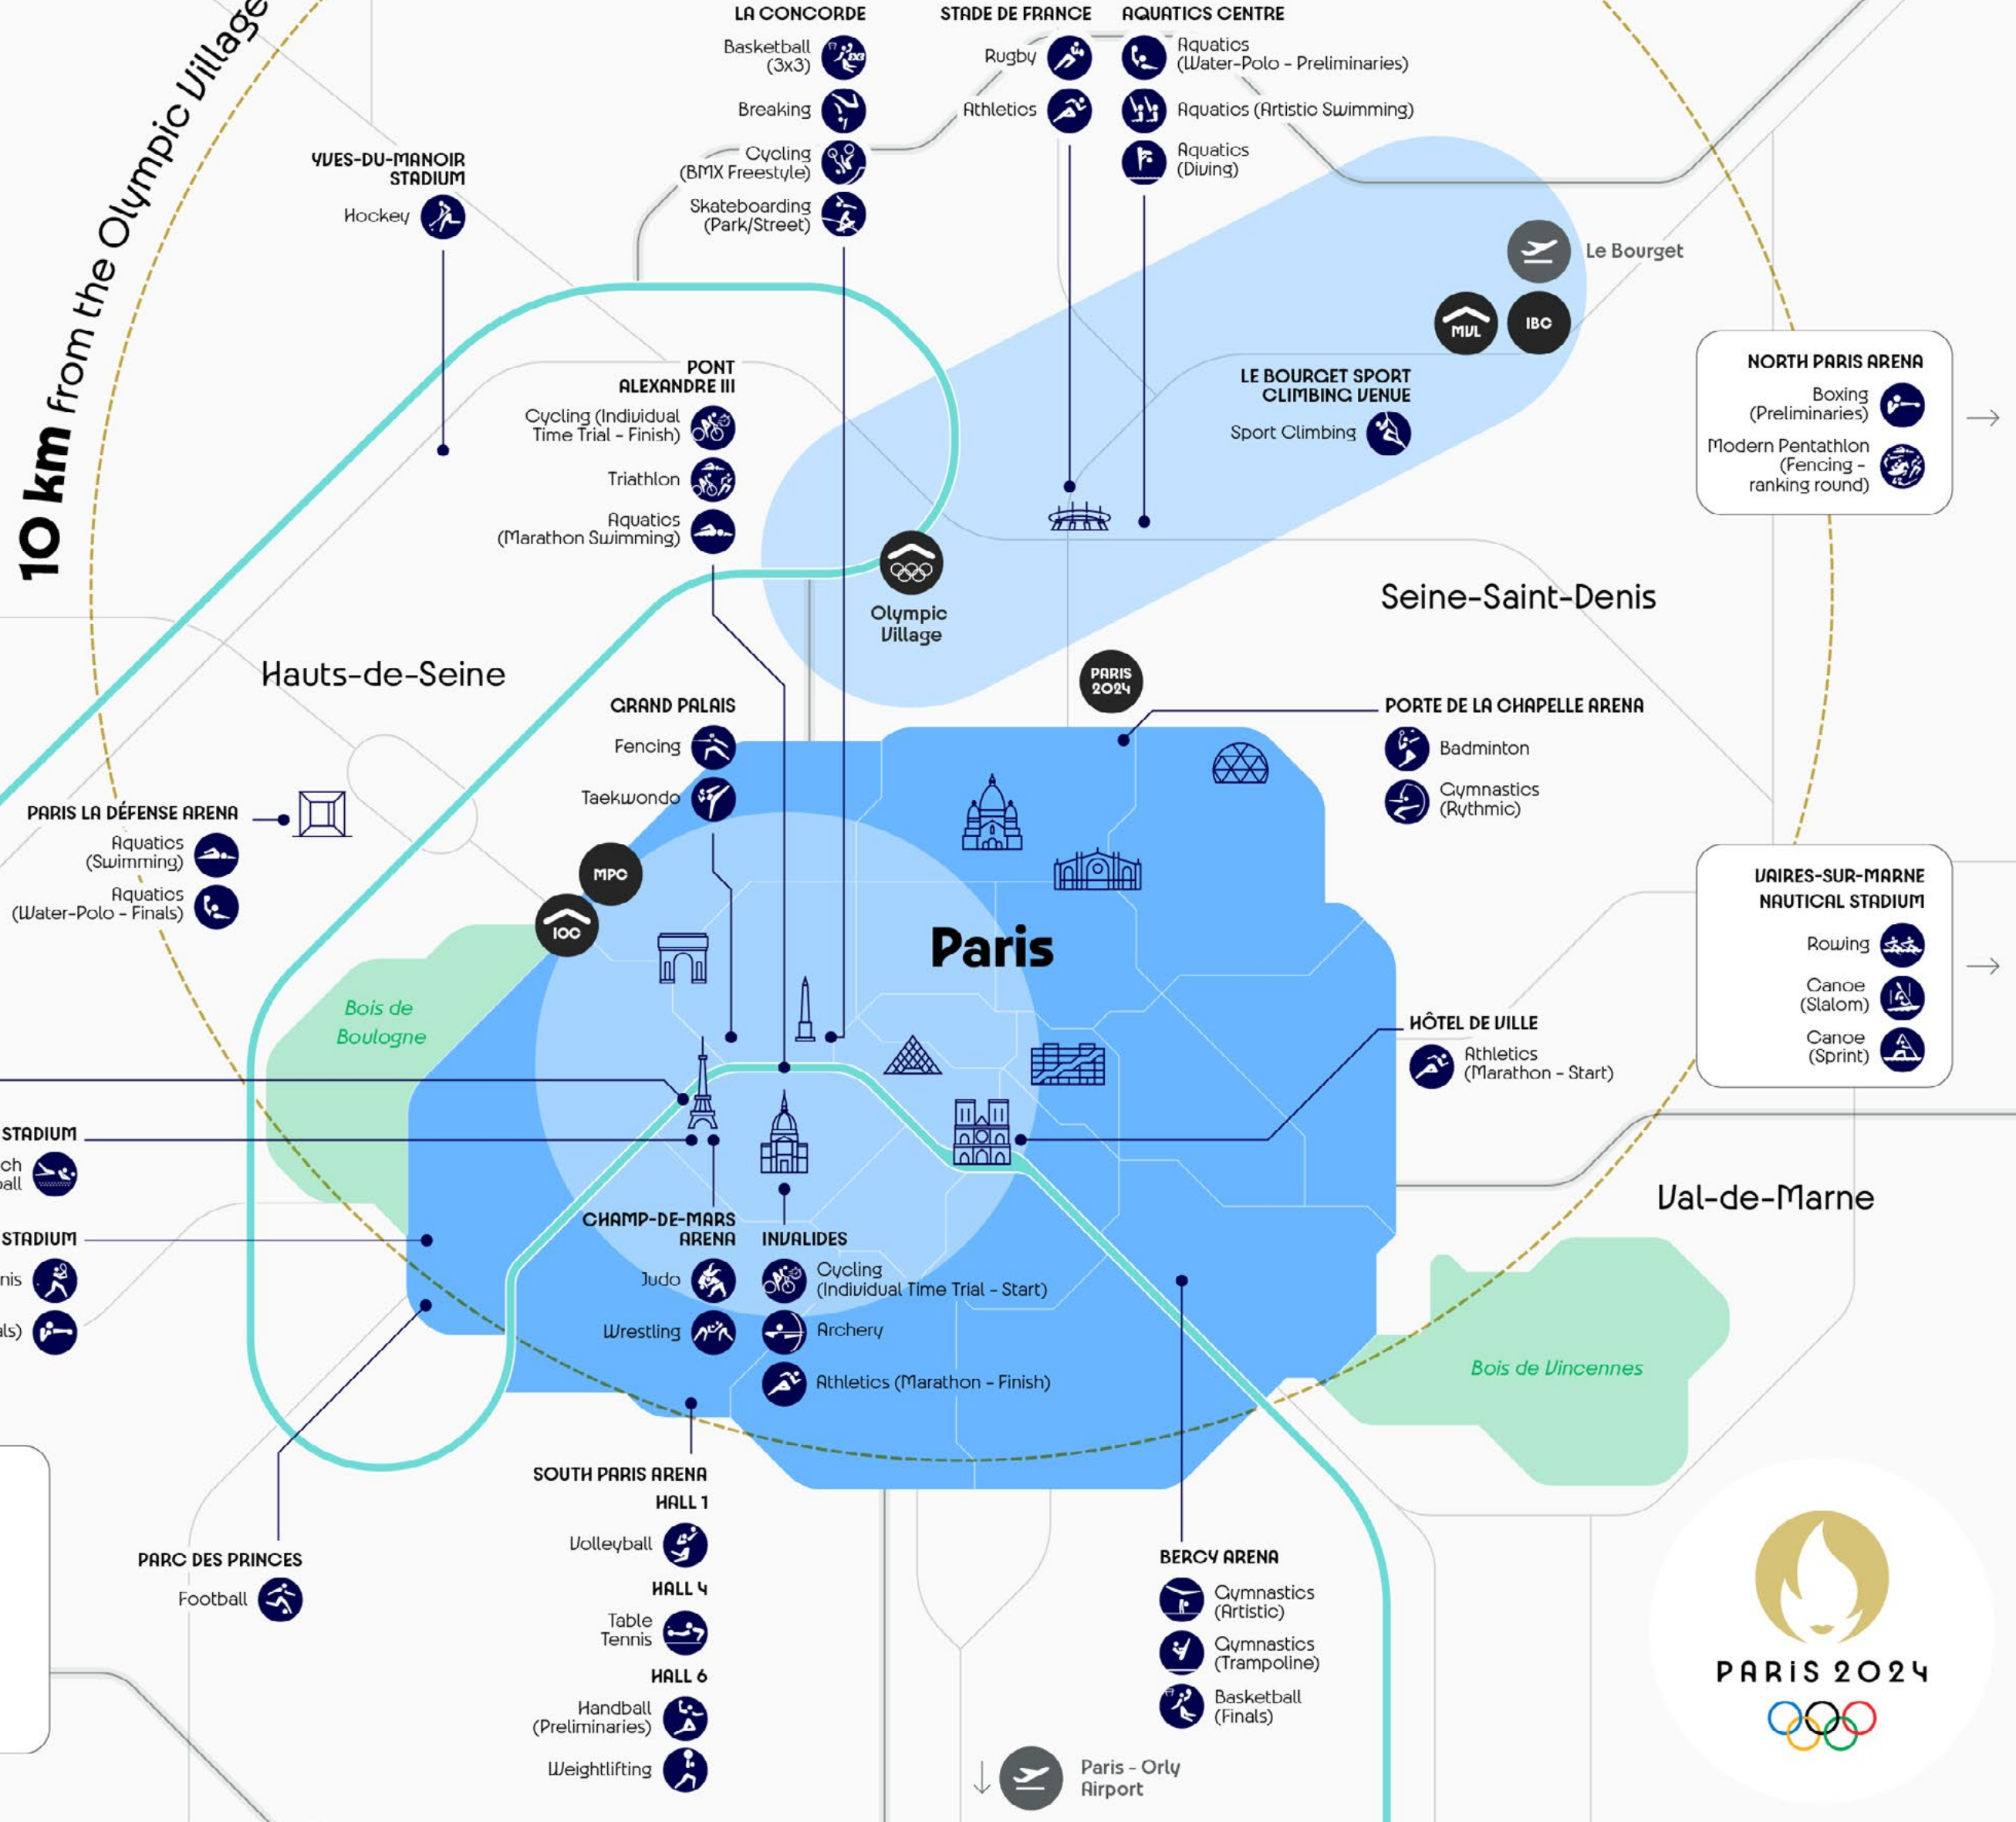 10 km from the Olympic Village
LA CONCORDE
Basketball
(3x3)
Breaking
Cycling
(BMX Freestyle)
Skateboarding
(Park/Street)
STADE DE FRANCE
Rugby
Athletics
AQUATICS CENTRE
Aquatics
(Water-Polo - Preliminaries)
Aquatics (Artistic Swimming)
Aquatics
(Diving)
YVES-DU-MANOIR
STADIUM
Hockey
Le Bourget
MVL
IBC
PONT
ALEXANDRE III
Cycling (Individual
Time Trial - Finish)
Triathlon
Aquatics
(Marathon Swimming)
LE BOURGET SPORT
CLIMBING VENUE
Sport Climbing
NORTH PARIS ARENA
Boxing
(Preliminaries)
Modern Pentathlon
(Fencing -
ranking round)
Olympic
Village
Seine-Saint-Denis
Hauts-de-Seine
PARIS
2024
GRAND PALAIS
Fencing
Taekwondo
PORTE DE LA CHAPELLE ARENA
Badminton
Gymnastics
(Rythmic)
PARIS LA DÉFENSE ARENA
Aquatics
(Swimming)
Aquatics
(Water-Polo - Finals)
MPC
IOC
Paris
VAIRES-SUR-MARNE
NAUTICAL STADIUM
Rowing
Canoe
(Slalom)
Canoe
(Sprint)
Bois de
Boulogne
HÔTEL DE VILLE
Athletics
(Marathon - Start)
STADIUM
ch
all
STADIUM
nis
ls)
Val-de-Marne
CHAMP-DE-MARS
ARENA
Judo
Wrestling
INVALIDES
Cycling
(Individual Time Trial - Start)
Archery
Athletics (Marathon - Finish)
Bois de Vincennes
SOUTH PARIS ARENA
HALL 1
Volleyball
HALL 4
Table
Tennis
HALL 6
Handball
(Preliminaries)
Weightlifting
PARC DES PRINCES
Football
BERCY ARENA
Gymnastics
(Artistic)
Gymnastics
(Trampoline)
Basketball
(Finals)
Paris - Orly
Airport
PARIS 2024